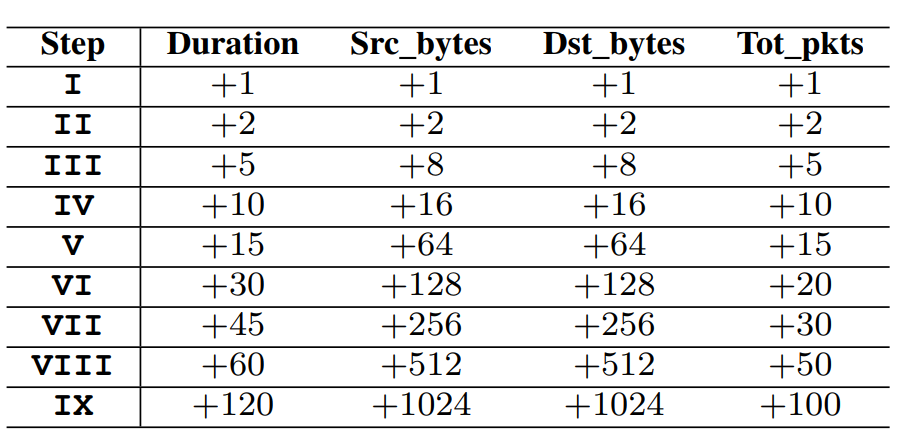 Step Duration Src_bytes Dst_bytes Tot_pkts
I +1 +1 +1 +1
II +2 +2 +2 +2
III +5 +8 +8 +5
IV +10 +16 +16 +10
V +15 +64 +64 +15
VI +30 +128 +128 +20
VII +45 +256 +256 +30
VIII +60 +512 +512 +50
IX +120 +1024 +1024 +100